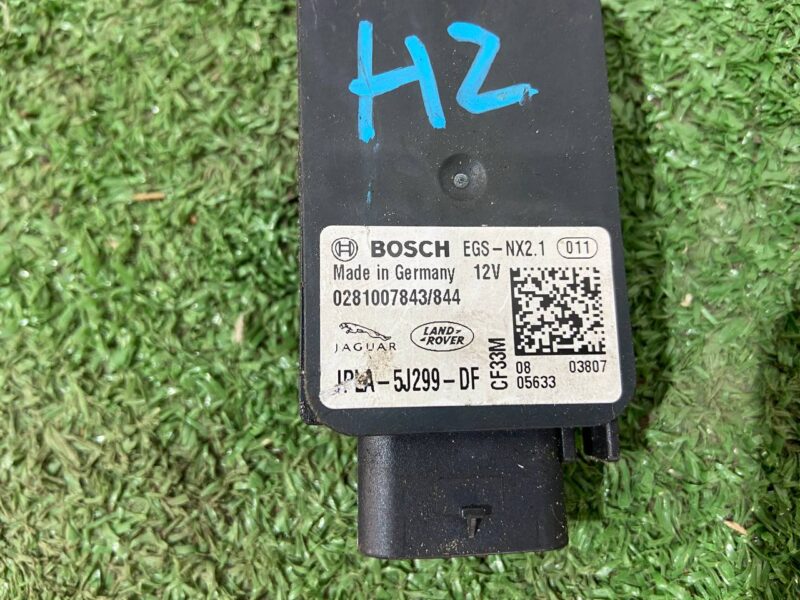 H2
BOSCH EGS-NX2.1 011
Made in Germany 12V
0281007843/844
JAGUAR LAND-ROVER
JPLA-5J299-DF
CF33M
08 03807
05633